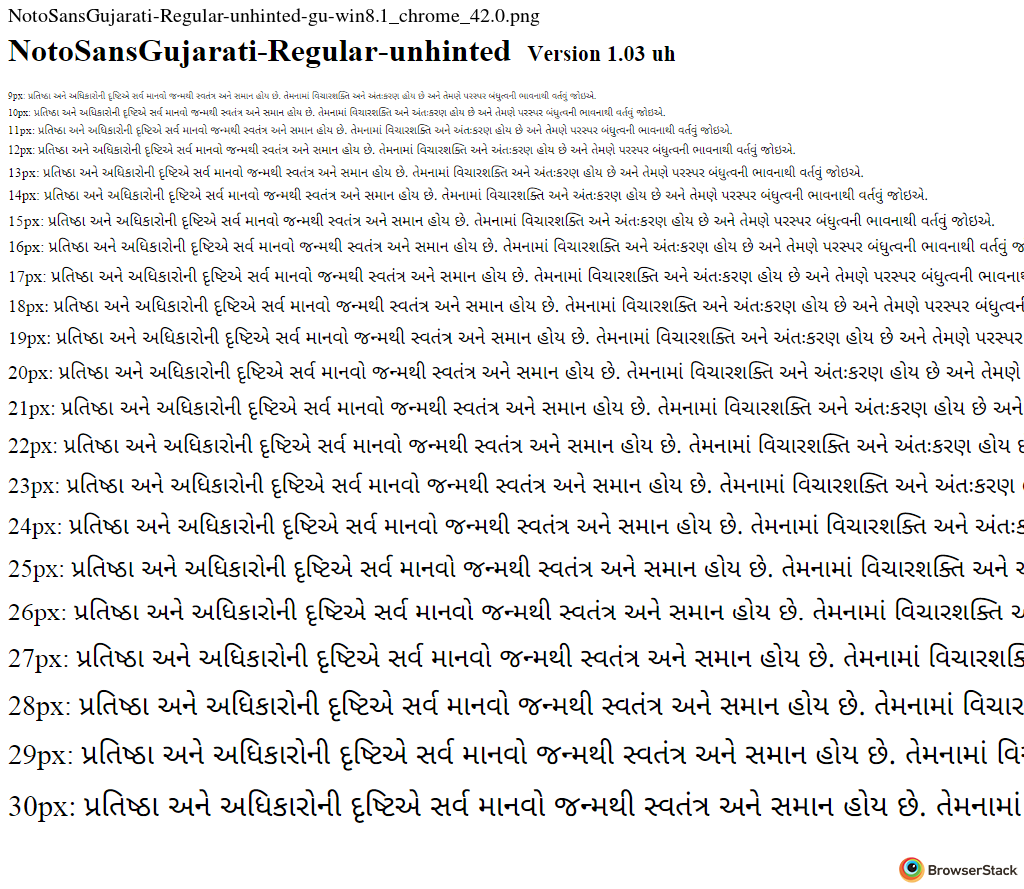 NotoSansGujarati-Regular-unhinted-gu-win8.1_chrome_42.0.png
NotoSansGujarati-Regular-unhinted Version 1.03 uh
9px: પ્રતિષ્ઠા અને અધિકારોની દૃષ્ટિએ સર્વ માનવો જન્મથી સ્વતંત્ર અને સમાન હોય છે. તેમનામાં વિચારશક્તિ અને અંતઃકરણ હોય છે અને તેમણે પરસ્પર બંધુત્વની ભાવનાથી વર્તવું જોઇએ.
10px: પ્રતિષ્ઠા અને અધિકારોની દૃષ્ટિએ સર્વ માનવો જન્મથી સ્વતંત્ર અને સમાન હોય છે. તેમનામાં વિચારશક્તિ અને અંતઃકરણ હોય છે અને તેમણે પરસ્પર બંધુત્વની ભાવનાથી વર્તવું જોઇએ.
11px: પ્રતિષ્ઠા અને અધિકારોની દૃષ્ટિએ સર્વ માનવો જન્મથી સ્વતંત્ર અને સમાન હોય છે. તેમનામાં વિચારશક્તિ અને અંતઃકરણ હોય છે અને તેમણે પરસ્પર બંધુત્વની ભાવનાથી વર્તવું જોઇએ.
12px: પ્રતિષ્ઠા અને અધિકારોની દૃષ્ટિએ સર્વ માનવો જન્મથી સ્વતંત્ર અને સમાન હોય છે. તેમનામાં વિચારશક્તિ અને અંતઃકરણ હોય છે અને તેમણે પરસ્પર બંધુત્વની ભાવનાથી વર્તવું જોઇએ.
13px: પ્રતિષ્ઠા અને અધિકારોની દૃષ્ટિએ સર્વ માનવો જન્મથી સ્વતંત્ર અને સમાન હોય છે. તેમનામાં વિચારશક્તિ અને અંતઃકરણ હોય છે અને તેમણે પરસ્પર બંધુત્વની ભાવનાથી વર્તવું જોઇએ.
14px: પ્રતિષ્ઠા અને અધિકારોની દૃષ્ટિએ સર્વ માનવો જન્મથી સ્વતંત્ર અને સમાન હોય છે. તેમનામાં વિચારશક્તિ અને અંતઃકરણ હોય છે અને તેમણે પરસ્પર બંધુત્વની ભાવનાથી વર્તવું જોઇએ.
15px: પ્રતિષ્ઠા અને અધિકારોની દૃષ્ટિએ સર્વ માનવો જન્મથી સ્વતંત્ર અને સમાન હોય છે. તેમનામાં વિચારશક્તિ અને અંતઃકરણ હોય છે અને તેમણે પરસ્પર બંધુત્વની ભાવનાથી વર્તવું જોઇએ.
16px: પ્રતિષ્ઠા અને અધિકારોની દૃષ્ટિએ સર્વ માનવો જન્મથી સ્વતંત્ર અને સમાન હોય છે. તેમનામાં વિચારશક્તિ અને અંતઃકરણ હોય છે અને તેમણે પરસ્પર બંધુત્વની ભાવનાથી વર્તવું
17px: પ્રતિષ્ઠા અને અધિકારોની દૃષ્ટિએ સર્વ માનવો જન્મથી સ્વતંત્ર અને સમાન હોય છે. તેમનામાં વિચારશક્તિ અને અંતઃકરણ હોય છે અને તેમણે પરસ્પર બંધુત્વની
18px: પ્રતિષ્ઠા અને અધિકારોની દૃષ્ટિએ સર્વ માનવો જન્મથી સ્વતંત્ર અને સમાન હોય છે. તેમનામાં વિચારશક્તિ અને અંતઃકરણ હોય છે અને તેમણે પરસ્પર બંધુત્વની
19px: પ્રતિષ્ઠા અને અધિકારોની દૃષ્ટિએ સર્વ માનવો જન્મથી સ્વતંત્ર અને સમાન હોય છે. તેમનામાં વિચારશક્તિ અને અંતઃકરણ હોય છે અને તેમણે પરસ્પર
20px: પ્રતિષ્ઠા અને અધિકારોની દૃષ્ટિએ સર્વ માનવો જન્મથી સ્વતંત્ર અને સમાન હોય છે. તેમનામાં વિચારશક્તિ અને અંતઃકરણ હોય છે અને તેમણે
21px: પ્રતિષ્ઠા અને અધિકારોની દૃષ્ટિએ સર્વ માનવો જન્મથી સ્વતંત્ર અને સમાન હોય છે. તેમનામાં વિચારશક્તિ અને અંતઃકરણ હોય છે અને
22px: પ્રતિષ્ઠા અને અધિકારોની દૃષ્ટિએ સર્વ માનવો જન્મથી સ્વતંત્ર અને સમાન હોય છે. તેમનામાં વિચારશક્તિ અને અંતઃકરણ હોય
23px: પ્રતિષ્ઠા અને અધિકારોની દૃષ્ટિએ સર્વ માનવો જન્મથી સ્વતંત્ર અને સમાન હોય છે. તેમનામાં વિચારશક્તિ અને અંતઃકરણ
24px: પ્રતિષ્ઠા અને અધિકારોની દૃષ્ટિએ સર્વ માનવો જન્મથી સ્વતંત્ર અને સમાન હોય છે. તેમનામાં વિચારશક્તિ અને
25px: પ્રતિષ્ઠા અને અધિકારોની દૃષ્ટિએ સર્વ માનવો જન્મથી સ્વતંત્ર અને સમાન હોય છે. તેમનામાં વિચારશક્તિ અને
26px: પ્રતિષ્ઠા અને અધિકારોની દૃષ્ટિએ સર્વ માનવો જન્મથી સ્વતંત્ર અને સમાન હોય છે. તેમનામાં વિચારશક્તિ
27px: પ્રતિષ્ઠા અને અધિકારોની દૃષ્ટિએ સર્વ માનવો જન્મથી સ્વતંત્ર અને સમાન હોય છે. તેમનામાં
28px: પ્રતિષ્ઠા અને અધિકારોની દૃષ્ટિએ સર્વ માનવો જન્મથી સ્વતંત્ર અને સમાન હોય છે. તેમનામાં વિચાર
29px: પ્રતિષ્ઠા અને અધિકારોની દૃષ્ટિએ સર્વ માનવો જન્મથી સ્વતંત્ર અને સમાન હોય છે. તેમનામાં
30px: પ્રતિષ્ઠા અને અધિકારોની દૃષ્ટિએ સર્વ માનવો જન્મથી સ્વતંત્ર અને સમાન હોય છે. તેમનામાં
BrowserStack